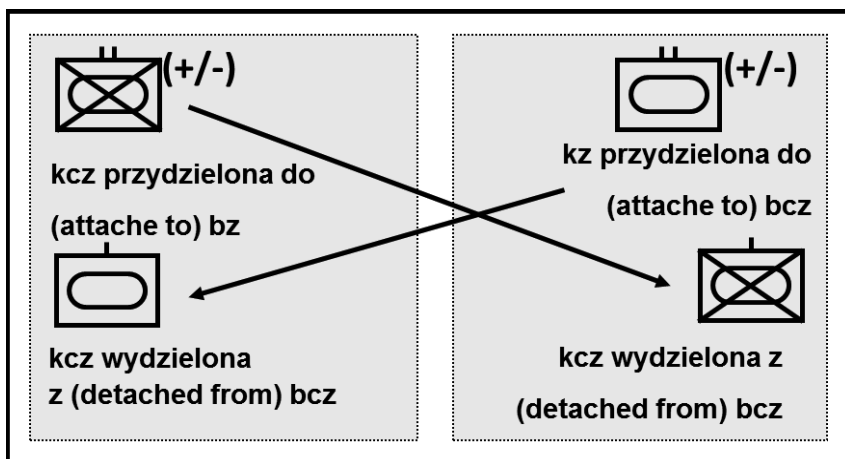 (+/-)
kcz przydzielona do
(attache to) bz
kcz wydzielona
z (detached from) bcz
(+/-)
kz przydzielona do
(attache to) bcz
kcz wydzielona z
(detached from) bcz